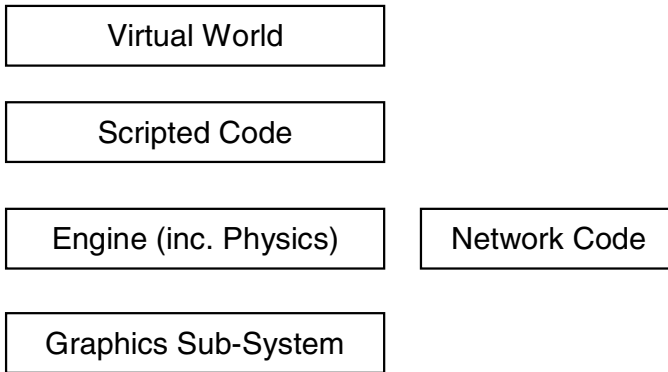 Virtual World
Scripted Code
Engine (inc. Physics)
Network Code
Graphics Sub-System